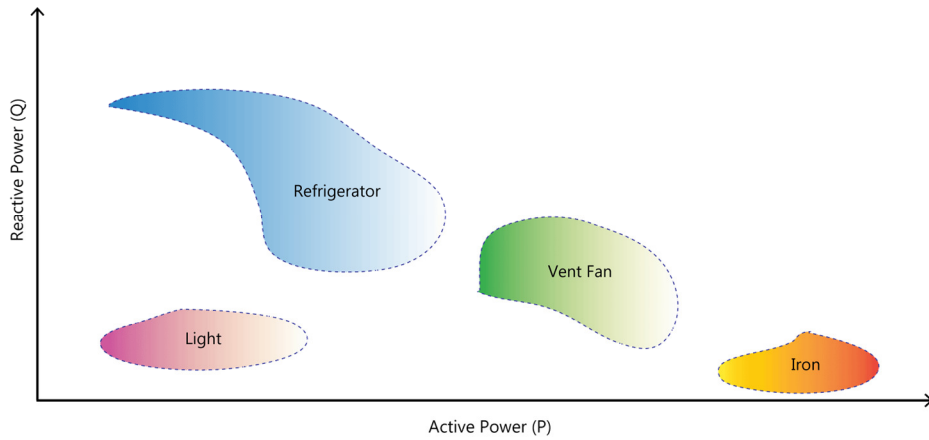 Reactive Power (Q)
Refrigerator
Vent Fan
Light
Iron
Active Power (P)